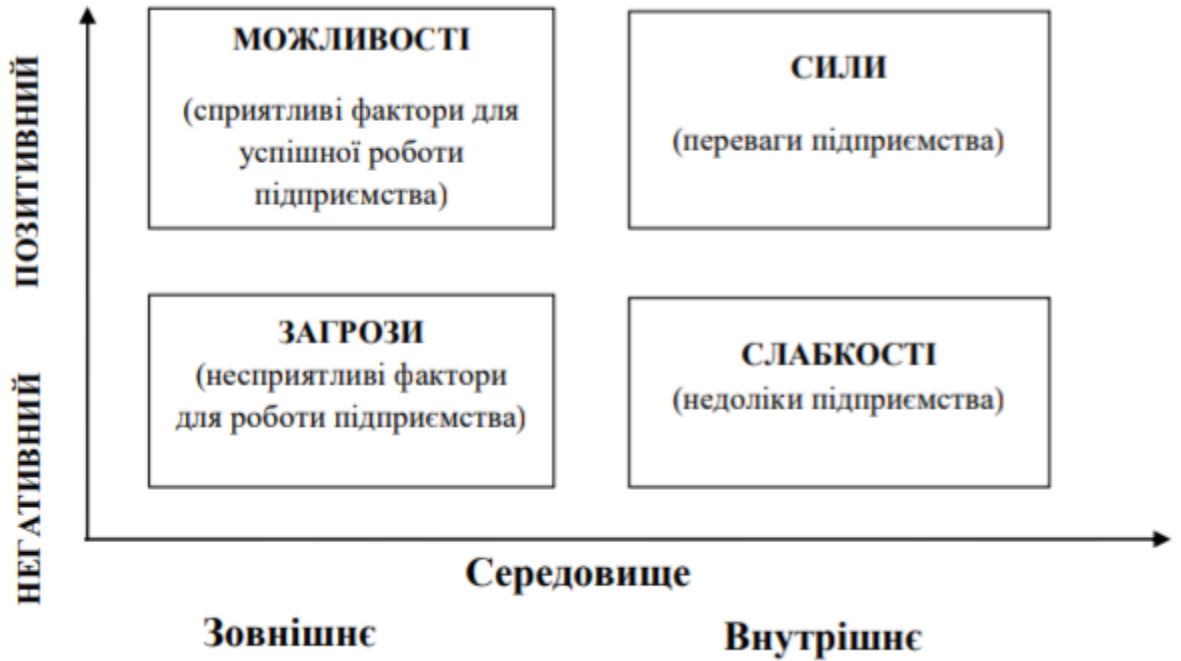 ПОЗИТИВНИЙ
МОЖЛИВОСТІ
(сприятливі фактори для
успішної роботи
підприємства)
СИЛИ
(переваги підприємства)
НЕГАТИВНИЙ
ЗАГРОЗИ
(несприятливі фактори
для роботи підприємства)
СЛАБКОСТІ
(недоліки підприємства)
Середовище
Зовнішнє
Внутрішнє